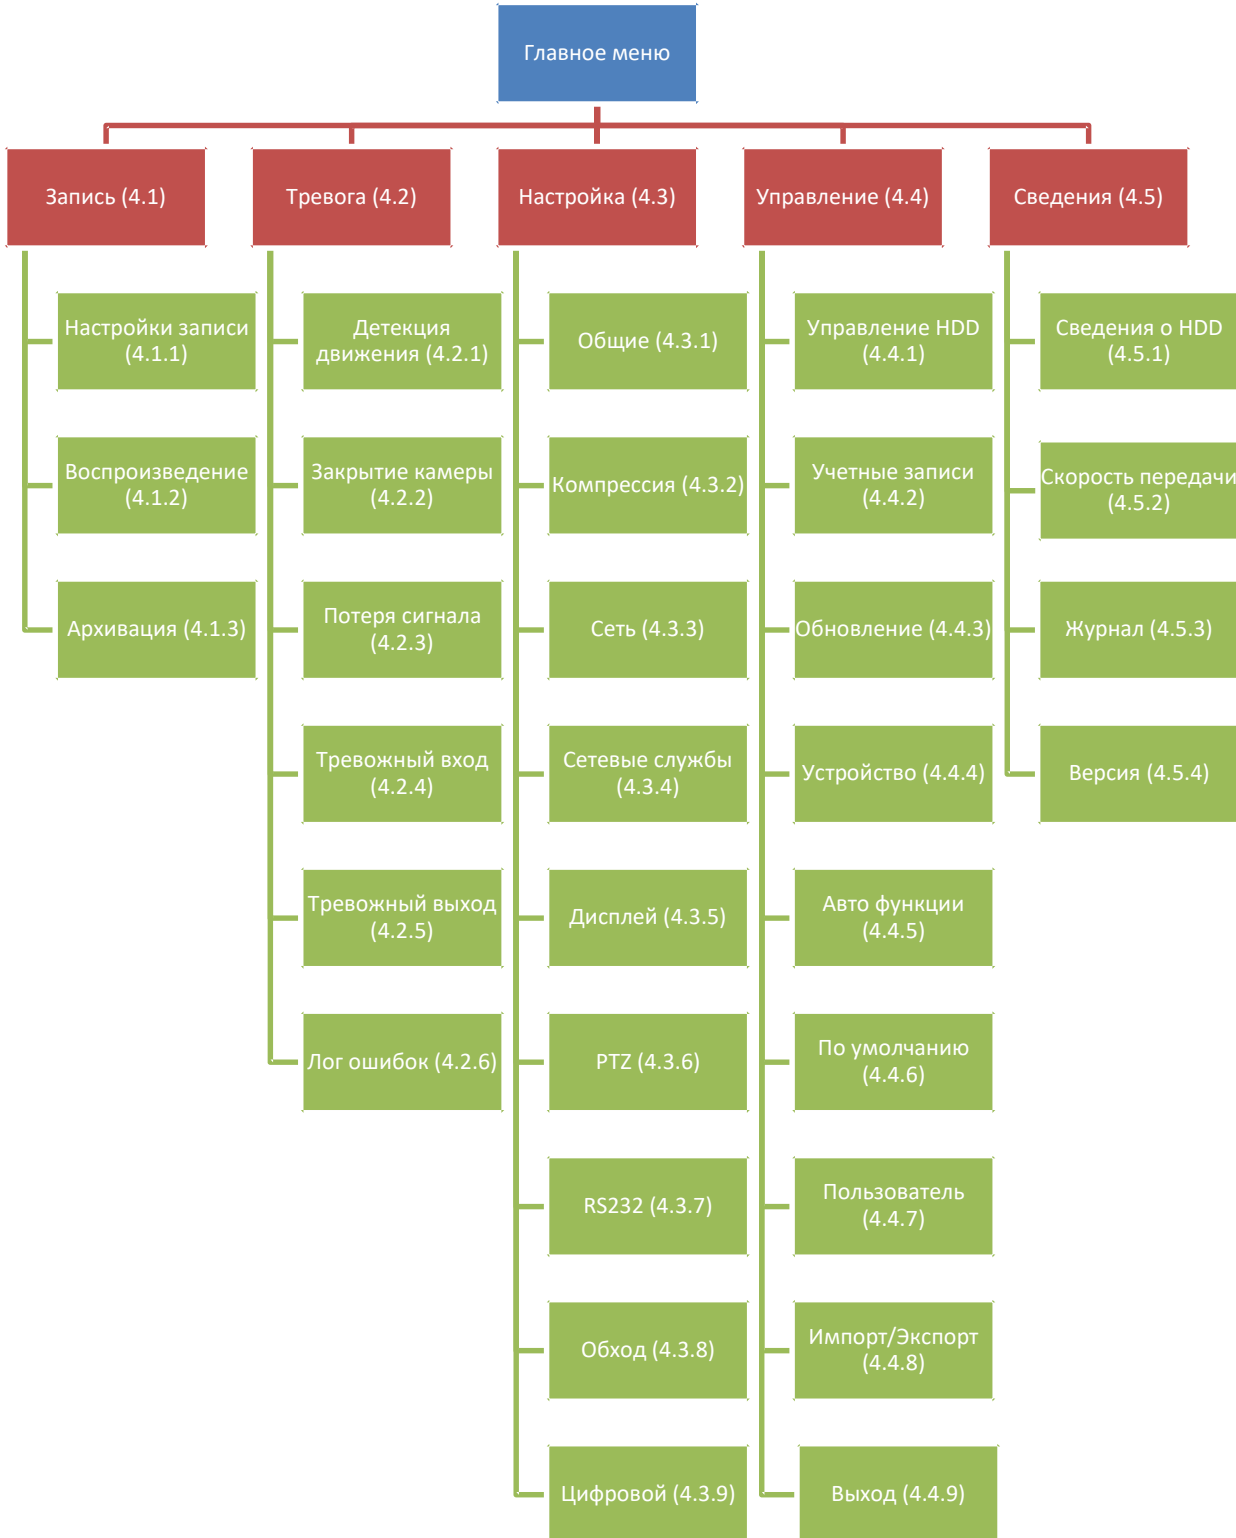 Главное меню
Запись (4.1)
Тревога (4.2)
Настройка (4.3)
Управление (4.4)
Сведения (4.5)
Настройки записи
(4.1.1)
Воспроизведение
(4.1.2)
Архивация (4.1.3)
Детекция
движения (4.2.1)
Закрытие камеры
(4.2.2)
Потеря сигнала
(4.2.3)
Тревожный вход
(4.2.4)
Тревожный выход
(4.2.5)
Лог ошибок (4.2.6)
Общие (4.3.1)
Компрессия (4.3.2)
Сеть (4.3.3)
Сетевые службы
(4.3.4)
Дисплей (4.3.5)
PTZ (4.3.6)
RS232 (4.3.7)
Обход (4.3.8)
Цифровой (4.3.9)
Управление HDD
(4.4.1)
Учетные записи
(4.4.2)
Обновление (4.4.3)
Устройство (4.4.4)
Авто функции
(4.4.5)
По умолчанию
(4.4.6)
Пользователь
(4.4.7)
Импорт/Экспорт
(4.4.8)
Выход (4.4.9)
Сведения о HDD
(4.5.1)
Скорость передачи
(4.5.2)
Журнал (4.5.3)
Версия (4.5.4)